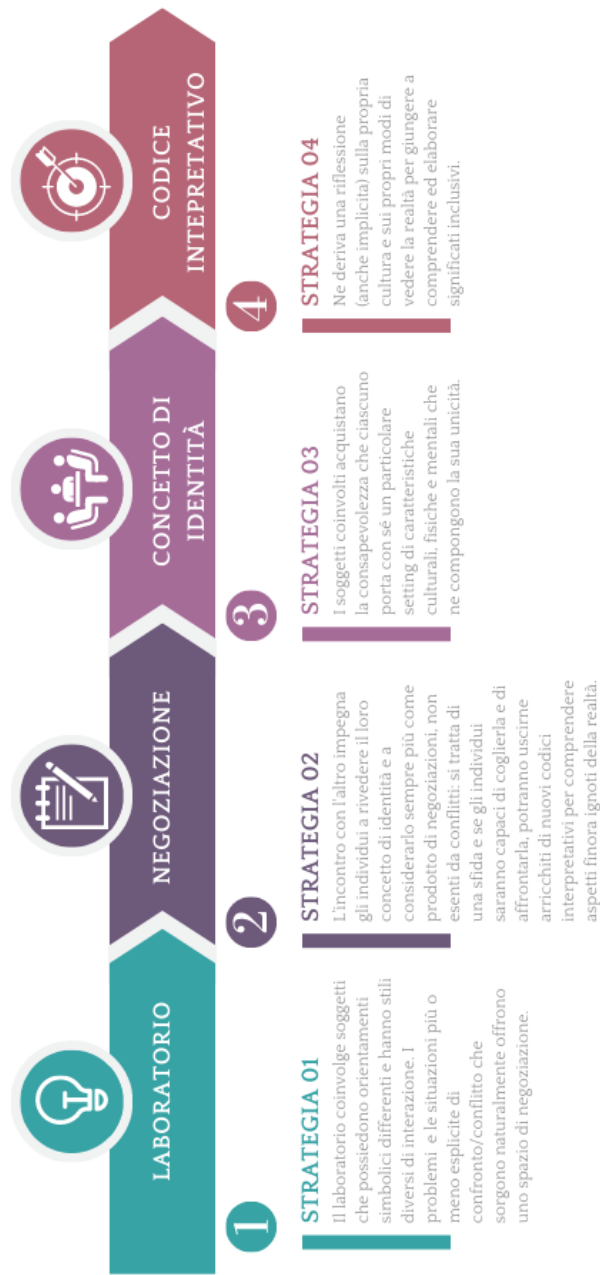 LABORATORIO
1
STRATEGIA 01
Il laboratorio coinvolge soggetti
che possiedono orientamenti
simbolici differenti e hanno stili
diversi di interazione. I
problemi e le situazioni più o
meno esplicite di
confronto/conflitto che
sorgono naturalmente offrono
uno spazio di negoziazione.
NEGOZIAZIONE
2
STRATEGIA 02
L'incontro con l'altro impegna
gli individui a rivedere il loro
concetto di identità e a
considerarlo sempre più come
prodotto di negoziazioni, non
esenti da conflitti: si tratta di
una sfida e se gli individui
saranno capaci di coglierla e di
affrontarla, potranno uscirne
arricchiti di nuovi codici
interpretativi per comprendere
aspetti finora ignoti della realtà.
CONCETTO DI
IDENTITÀ
3
STRATEGIA 03
I soggetti coinvolti acquistano
la consapevolezza che ciascuno
porta con sé un particolare
setting di caratteristiche
culturali, fisiche e mentali che
ne compongono la sua unicità.
CODICE
INTEPRETATIVO
4
STRATEGIA 04
Ne deriva una riflessione
(anche implicita) sulla propria
cultura e sui propri modi di
vedere la realtà per giungere a
comprendere ed elaborare
significati inclusivi.